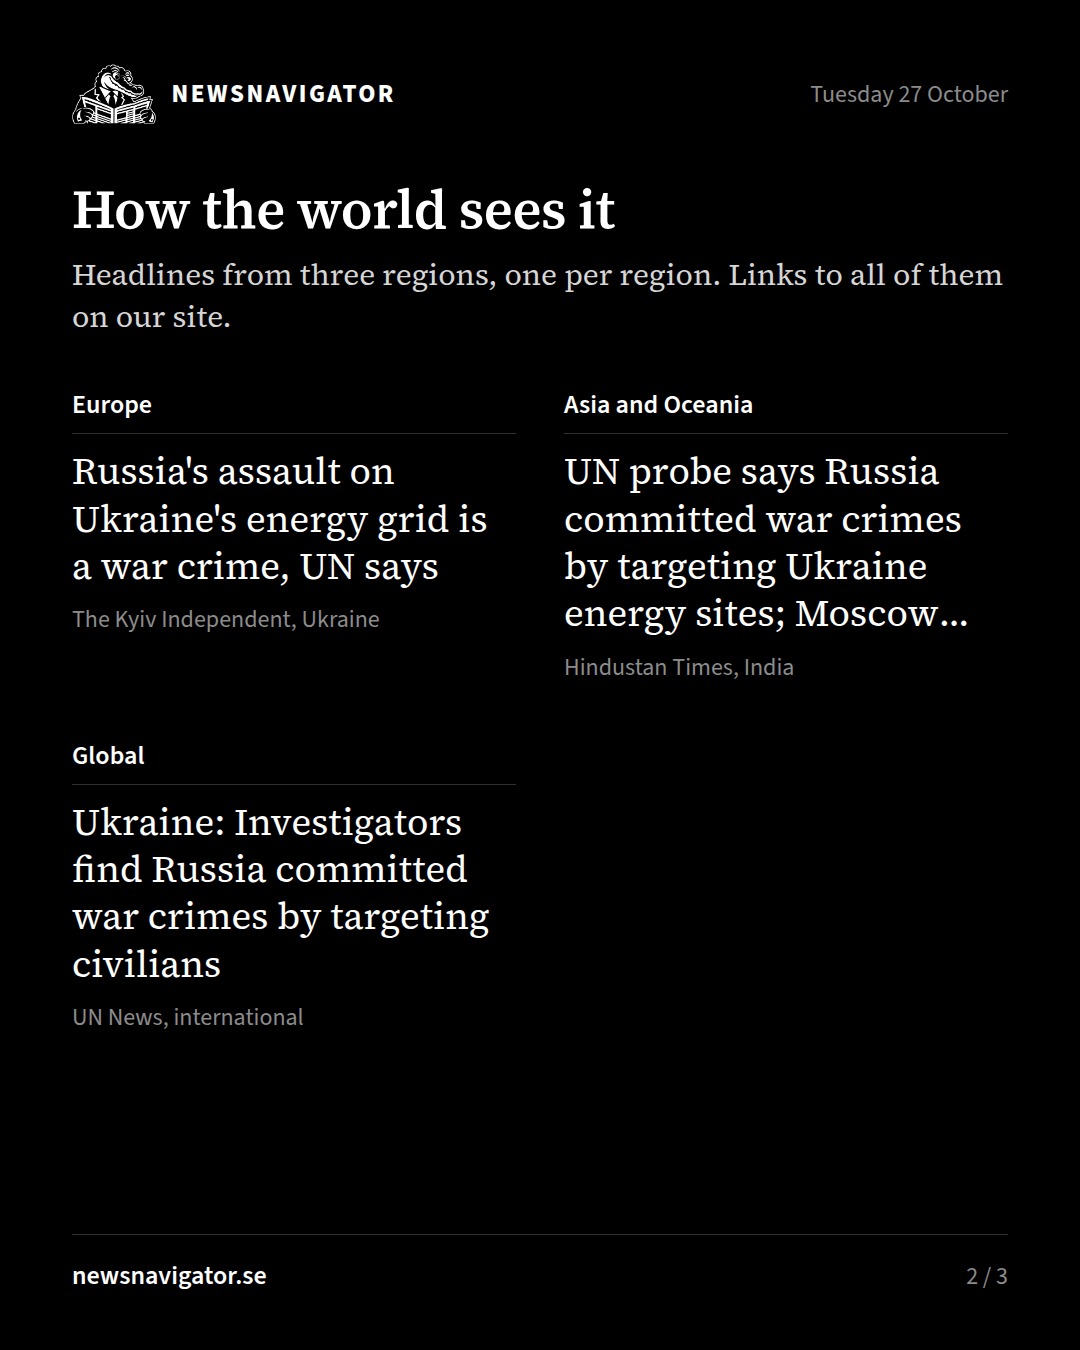 NEWSNAVIGATOR
Tuesday 27 October
How the world sees it
Headlines from three regions, one per region. Links to all of them
on our site.
Europe
Russia's assault on
Ukraine's energy grid is
a war crime, UN says
The Kyiv Independent, Ukraine
Asia and Oceania
UN probe says Russia
committed war crimes
by targeting Ukraine
energy sites; Moscow...
Hindustan Times, India
Global
Ukraine: Investigators
find Russia committed
war crimes by targeting
civilians
UN News, international
newsnavigator.se
2 / 3